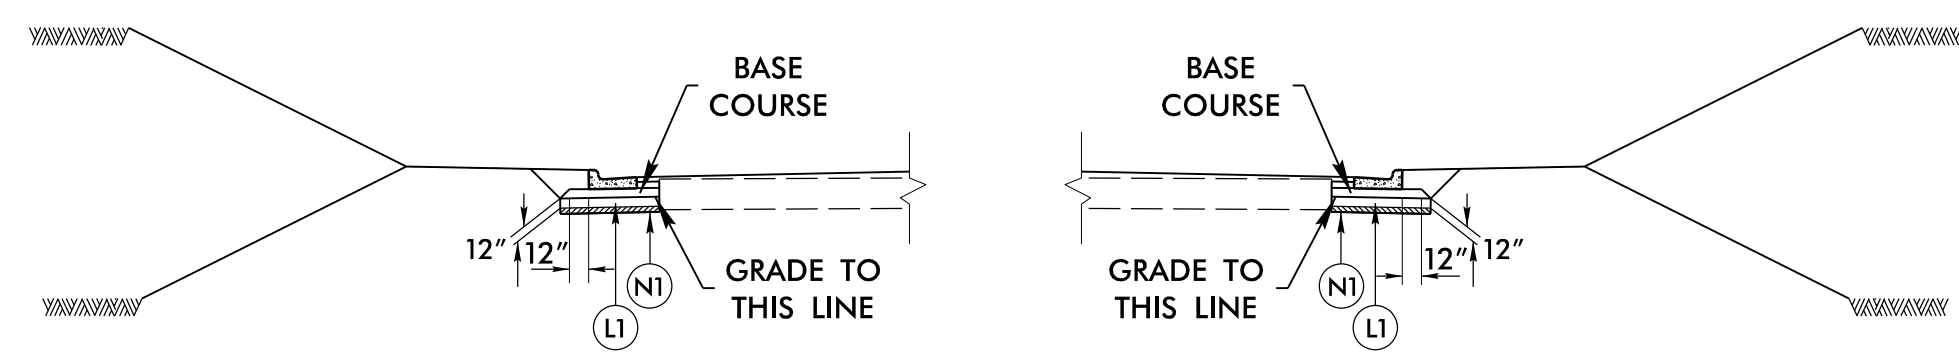 BASE
COURSE
12"
12"
GRADE TO
THIS LINE
N1
L1
BASE
COURSE
GRADE TO
THIS LINE
12"
12"
N1
L1